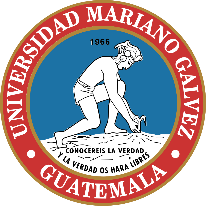 UNIVERSIDAD MARIANO GALVEZ
1966
CONOCEREIS LA VERDAD
Y LA VERDAD OS HARA LIBRES
• GUATEMALA •